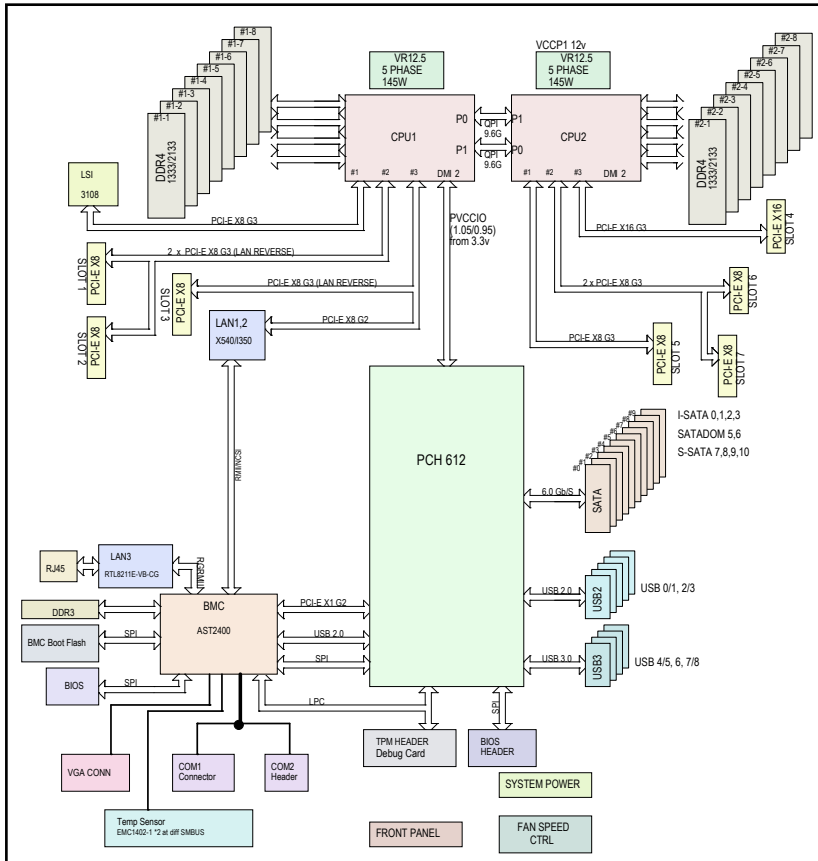 #1-8
#1-7
#1-6
#1-5
#1-4
#1-3
#1-2
#1-1
DDR4
1333/2133
VR12.5
5 PHASE
145W
VCCP1 12v
VR12.5
5 PHASE
145W
#2-8
#2-7
#2-6
#2-5
#2-4
#2-3
#2-2
#2-1
DDR4
1333/2133
CPU1
P0
P1
#1
#2
#3
DMI 2
QPI
9.6G
QPI
9.6G
CPU2
P1
P0
#1
#2
#3
DMI 2
LSI
3108
PCI-E X8 G3
PVCCIO
(1.05/0.95)
from 3.3v
PCI-E X16 G3
PCI-E X16
SLOT 4
2 x PCI-E X8 G3 (LAN REVERSE)
PCI-E X8
SLOT 1
PCI-E X8 G3 (LAN REVERSE)
PCI-E X8
SLOT 3
PCI-E X8
SLOT 2
2 x PCI-E X8 G3
PCI-E X8
SLOT 6
LAN1,2
X540/I350
PCI-E X8 G2
PCI-E X8 G3
PCI-E X8
SLOT 5
PCI-E X8
SLOT 7
PCH 612
RMII/NCSI
#9
#8
#7
#6
#5
#4
#3
#2
#1
#0
SATA
6.0 Gb/S
I-SATA 0,1,2,3
SATADOM 5,6
S-SATA 7,8,9,10
RJ45
LAN3
RTL8211E-VB-CG
RGRMII
USB 2.0
USB2
USB 0/1, 2/3
DDR3
BMC
AST2400
PCI-E X1 G2
USB 2.0
SPI
BMC Boot Flash
SPI
USB 3.0
USB3
USB 4/5, 6, 7/8
BIOS
SPI
LPC
SPI
VGA CONN
COM1
Connector
COM2
Header
TPM HEADER
Debug Card
BIOS
HEADER
SYSTEM POWER
Temp Sensor
EMC1402-1 *2 at diff SMBUS
FRONT PANEL
FAN SPEED
CTRL